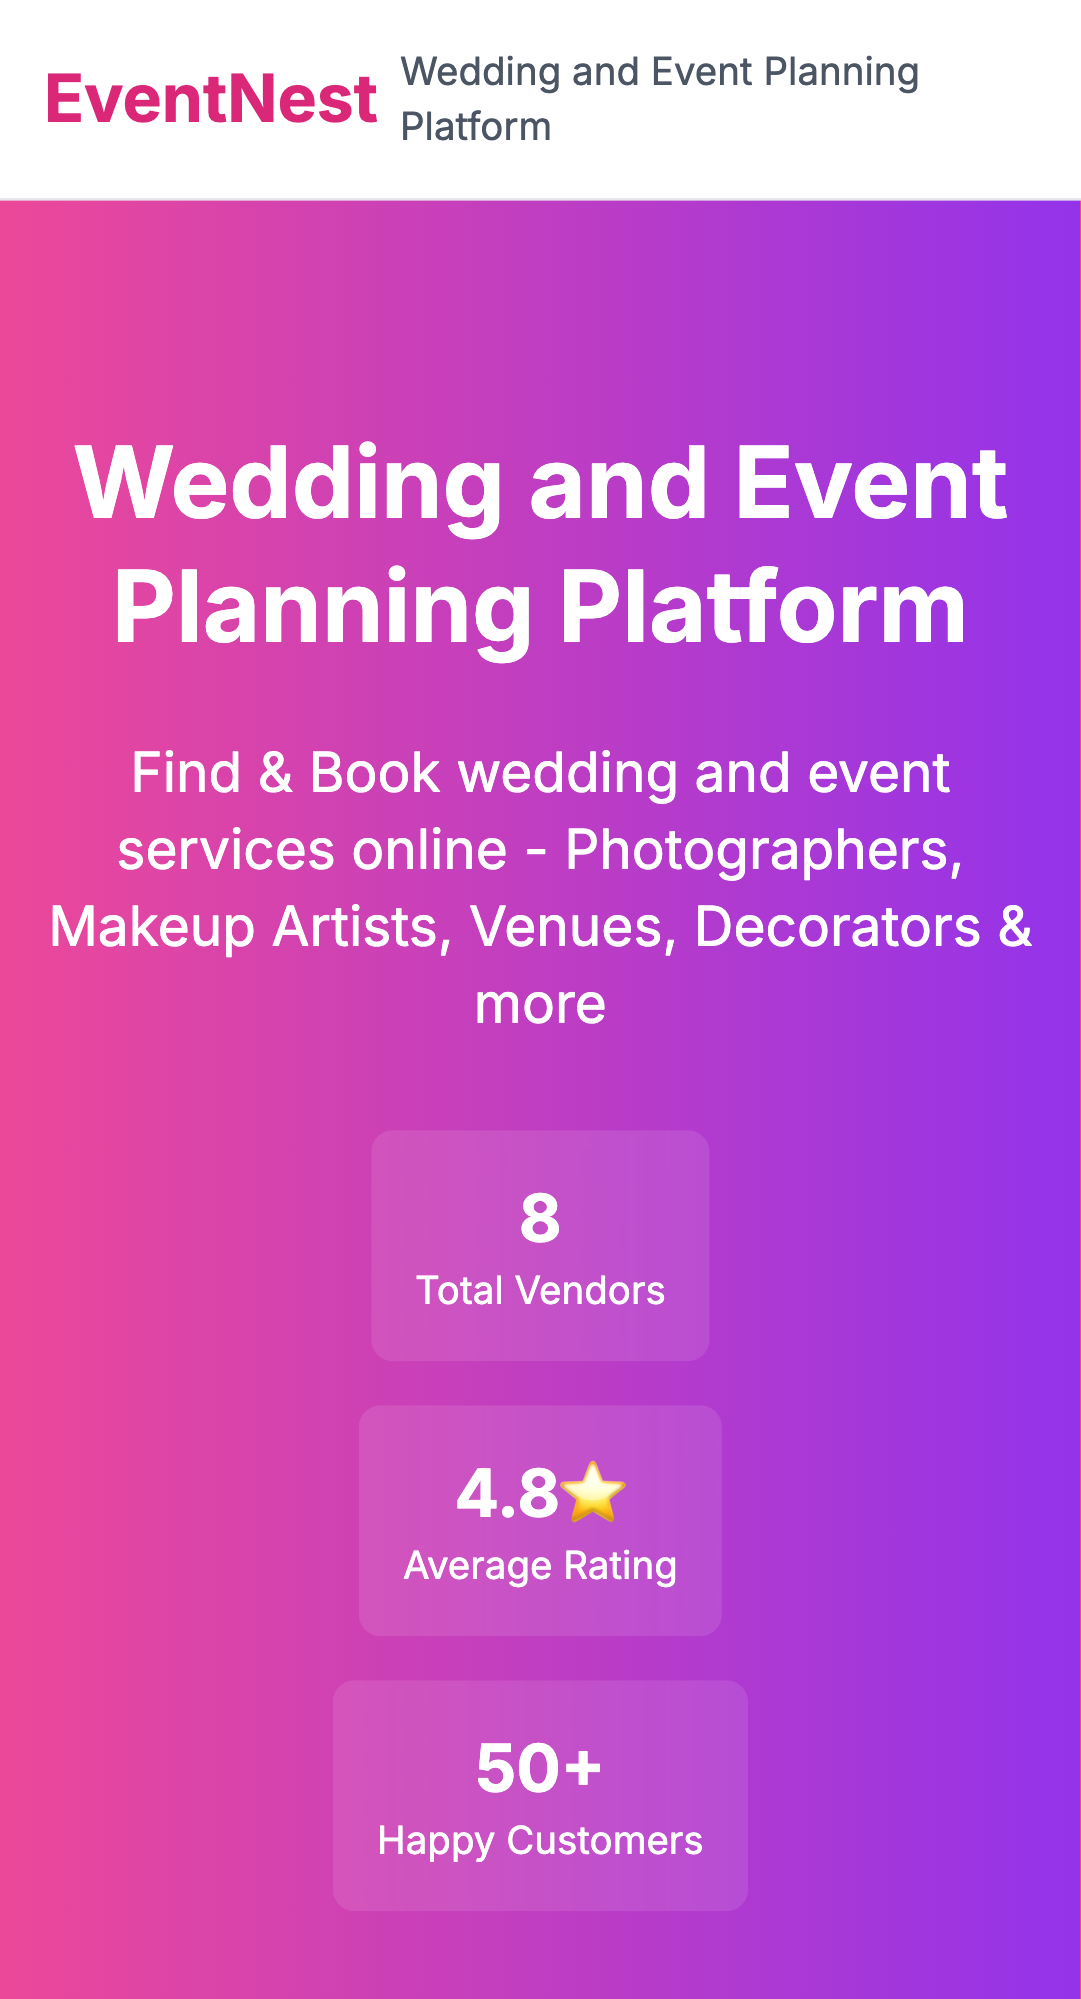 EventNest
Wedding and Event Planning
Platform
Wedding and Event
Planning Platform
Find & Book wedding and event
services online - Photographers,
Makeup Artists, Venues, Decorators &
more
8
Total Vendors
4.8⭐
Average Rating
50+
Happy Customers